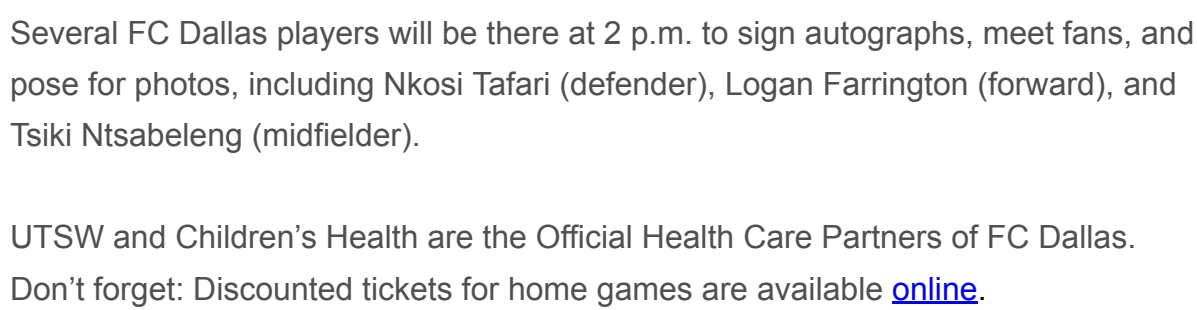 Several FC Dallas players will be there at 2 p.m. to sign autographs, meet fans, and
pose for photos, including Nkosi Tafari (defender), Logan Farrington (forward), and
Tsiki Ntsabeleng (midfielder).
UTSW and Children’s Health are the Official Health Care Partners of FC Dallas.
Don’t forget: Discounted tickets for home games are available online.